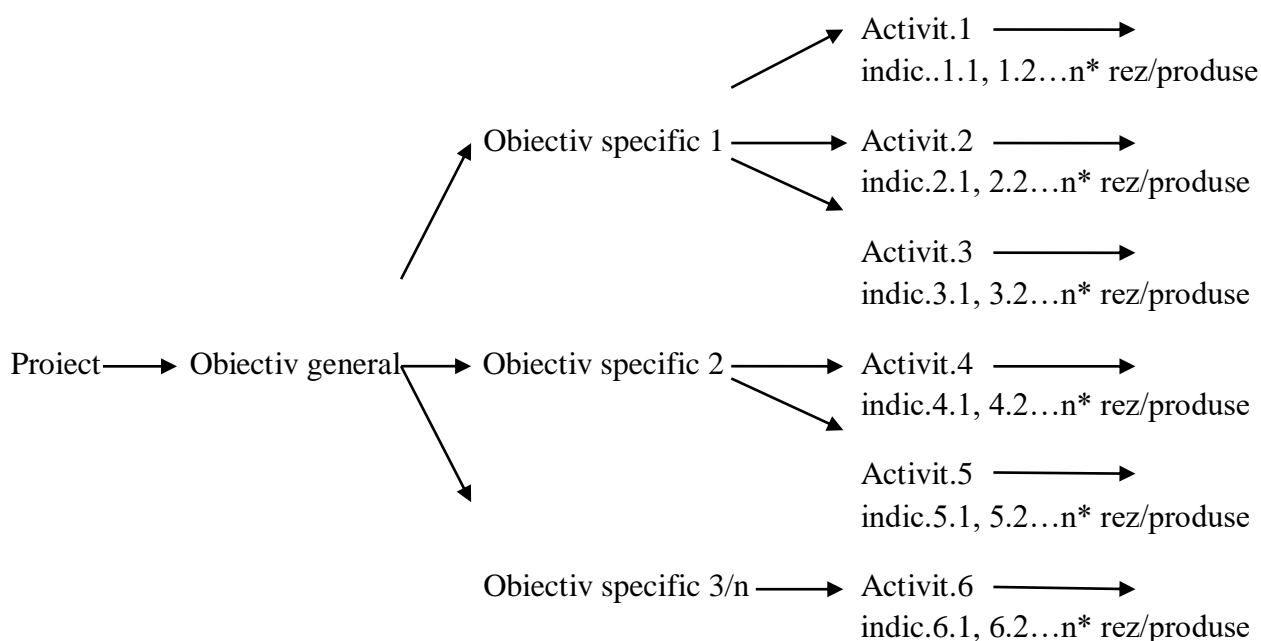 Activit.1
indic..1.1, 1.2…n* rez/produse
Obiectiv specific 1
Activit.2
indic.2.1, 2.2…n* rez/produse
Activit.3
indic.3.1, 3.2…n* rez/produse
Proiect
Obiectiv general
Obiectiv specific 2
Activit.4
indic.4.1, 4.2…n* rez/produse
Activit.5
indic.5.1, 5.2…n* rez/produse
Obiectiv specific 3/n
Activit.6
indic.6.1, 6.2…n* rez/produse